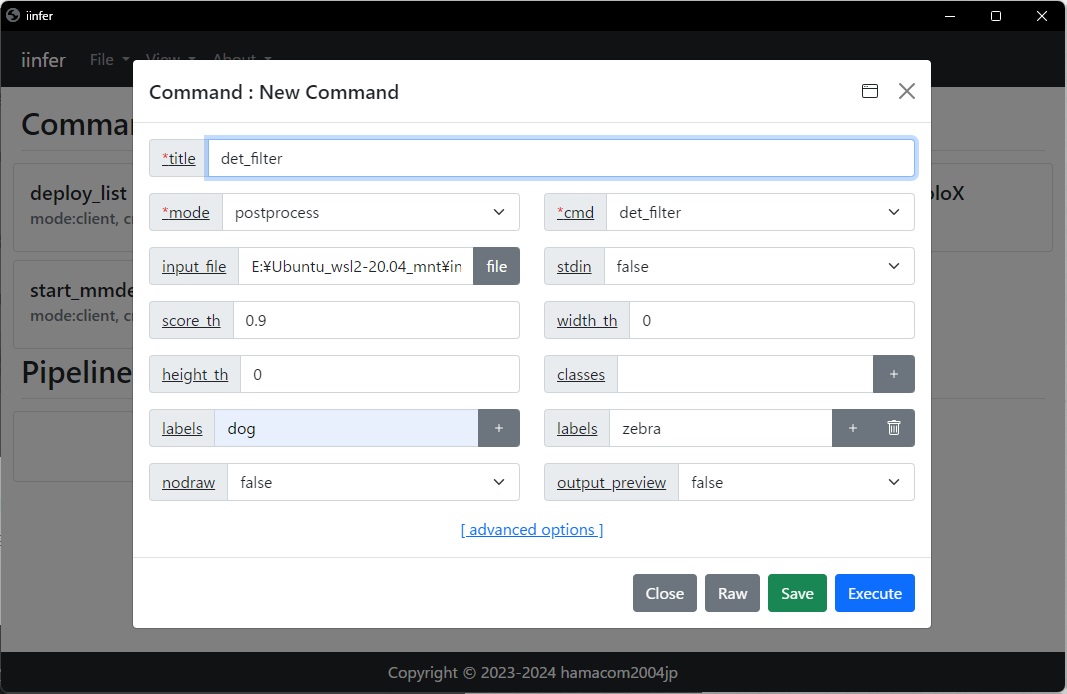 iinfer
iinfer File View About
Command : New Command
Comma
*title det_filter
deploy_list
mode:client, c
oloX
*mode postprocess *cmd det_filter
input_file E:¥Ubuntu_wsl2-20.04_mnt¥in file stdin false
start_mmde
mode:client, c
score_th 0.9 width_th 0
Pipeline
height_th 0 classes +
labels dog + labels zebra +
nodraw false output_preview false
[ advanced options ]
Close Raw Save Execute
Copyright © 2023-2024 hamacom2004jp